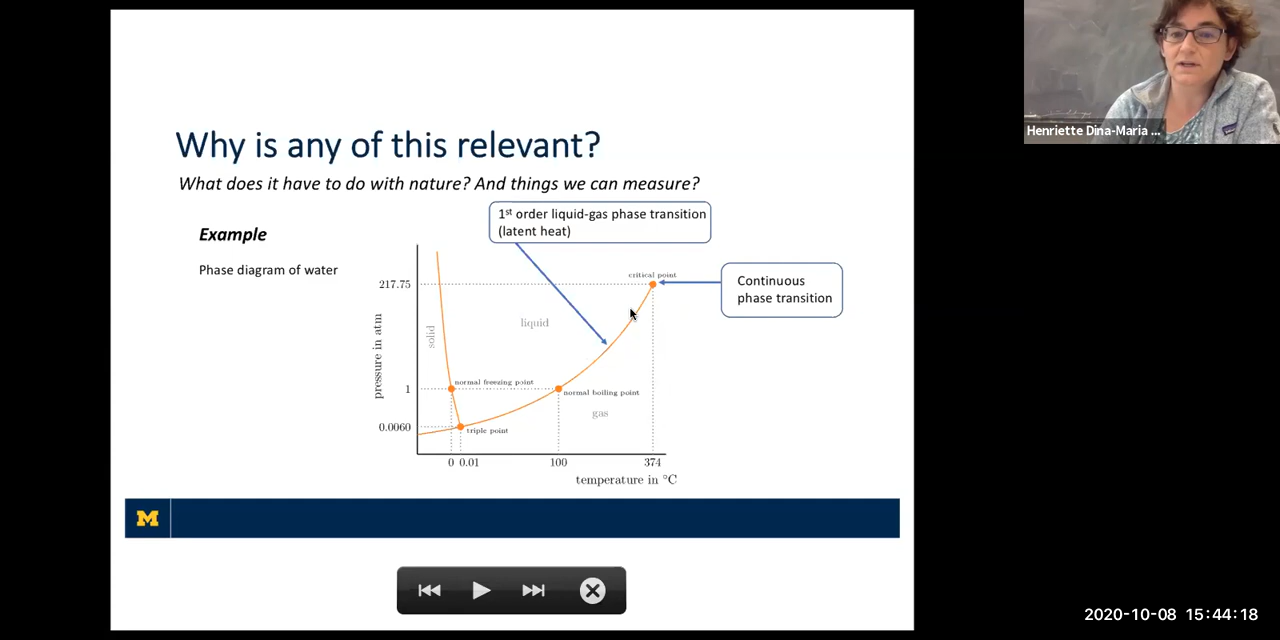 Why is any of this relevant?
What does it have to do with nature? And things we can measure?
Example
Phase diagram of water
1st order liquid-gas phase transition
(latent heat)
Continuous
phase transition
critical point
217.75
liquid
solid
pressure in atm
normal freezing point
1
normal boiling point
gas
0.0060
triple point
0 0.01 100 374
temperature in °C
M
Henriette Dina-Maria ...
2020-10-08 15:44:18